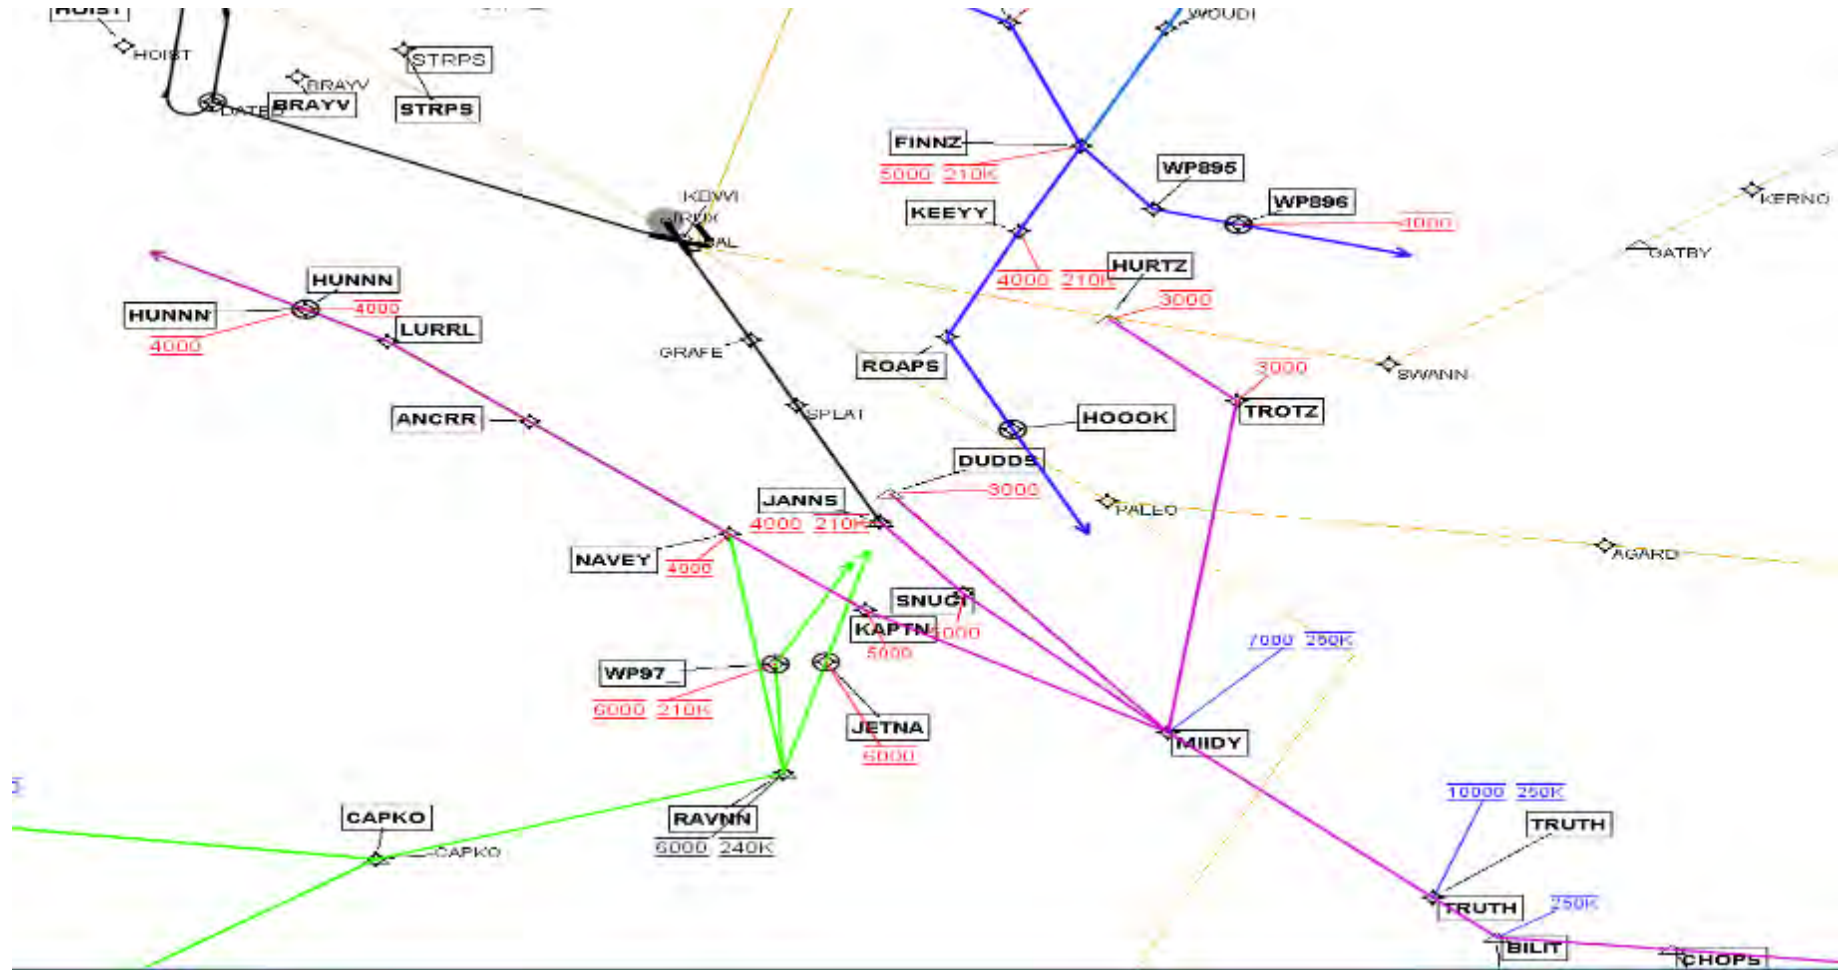 HOIST
HOIST
STRPS
BRAYV
BRAYV
STRPS
WOUDI
FINNZ
5000 210K
WP895
KERNO
WP896
4000
KEEYY
GATBY
4000 210K
HURTZ
3000
HUNNN
HUNNN
4000
4000
LURRL
GRAFE
ROAPS
3000
SWANN
TROTZ
ANCRR
SPLAT
HOOOK
DUDDS
3000
JANNS
4000 210K
PALEO
NAVEY
4000
AGARD
SNUGI
5000
KAPTN
5000
7000 250K
WP97_
6000 210K
JETNA
6000
MIIDY
10000 250K
CAPKO
RAVNN
6000 240K
TRUTH
CAPKO
TRUTH
250K
BILIT
CHOPS